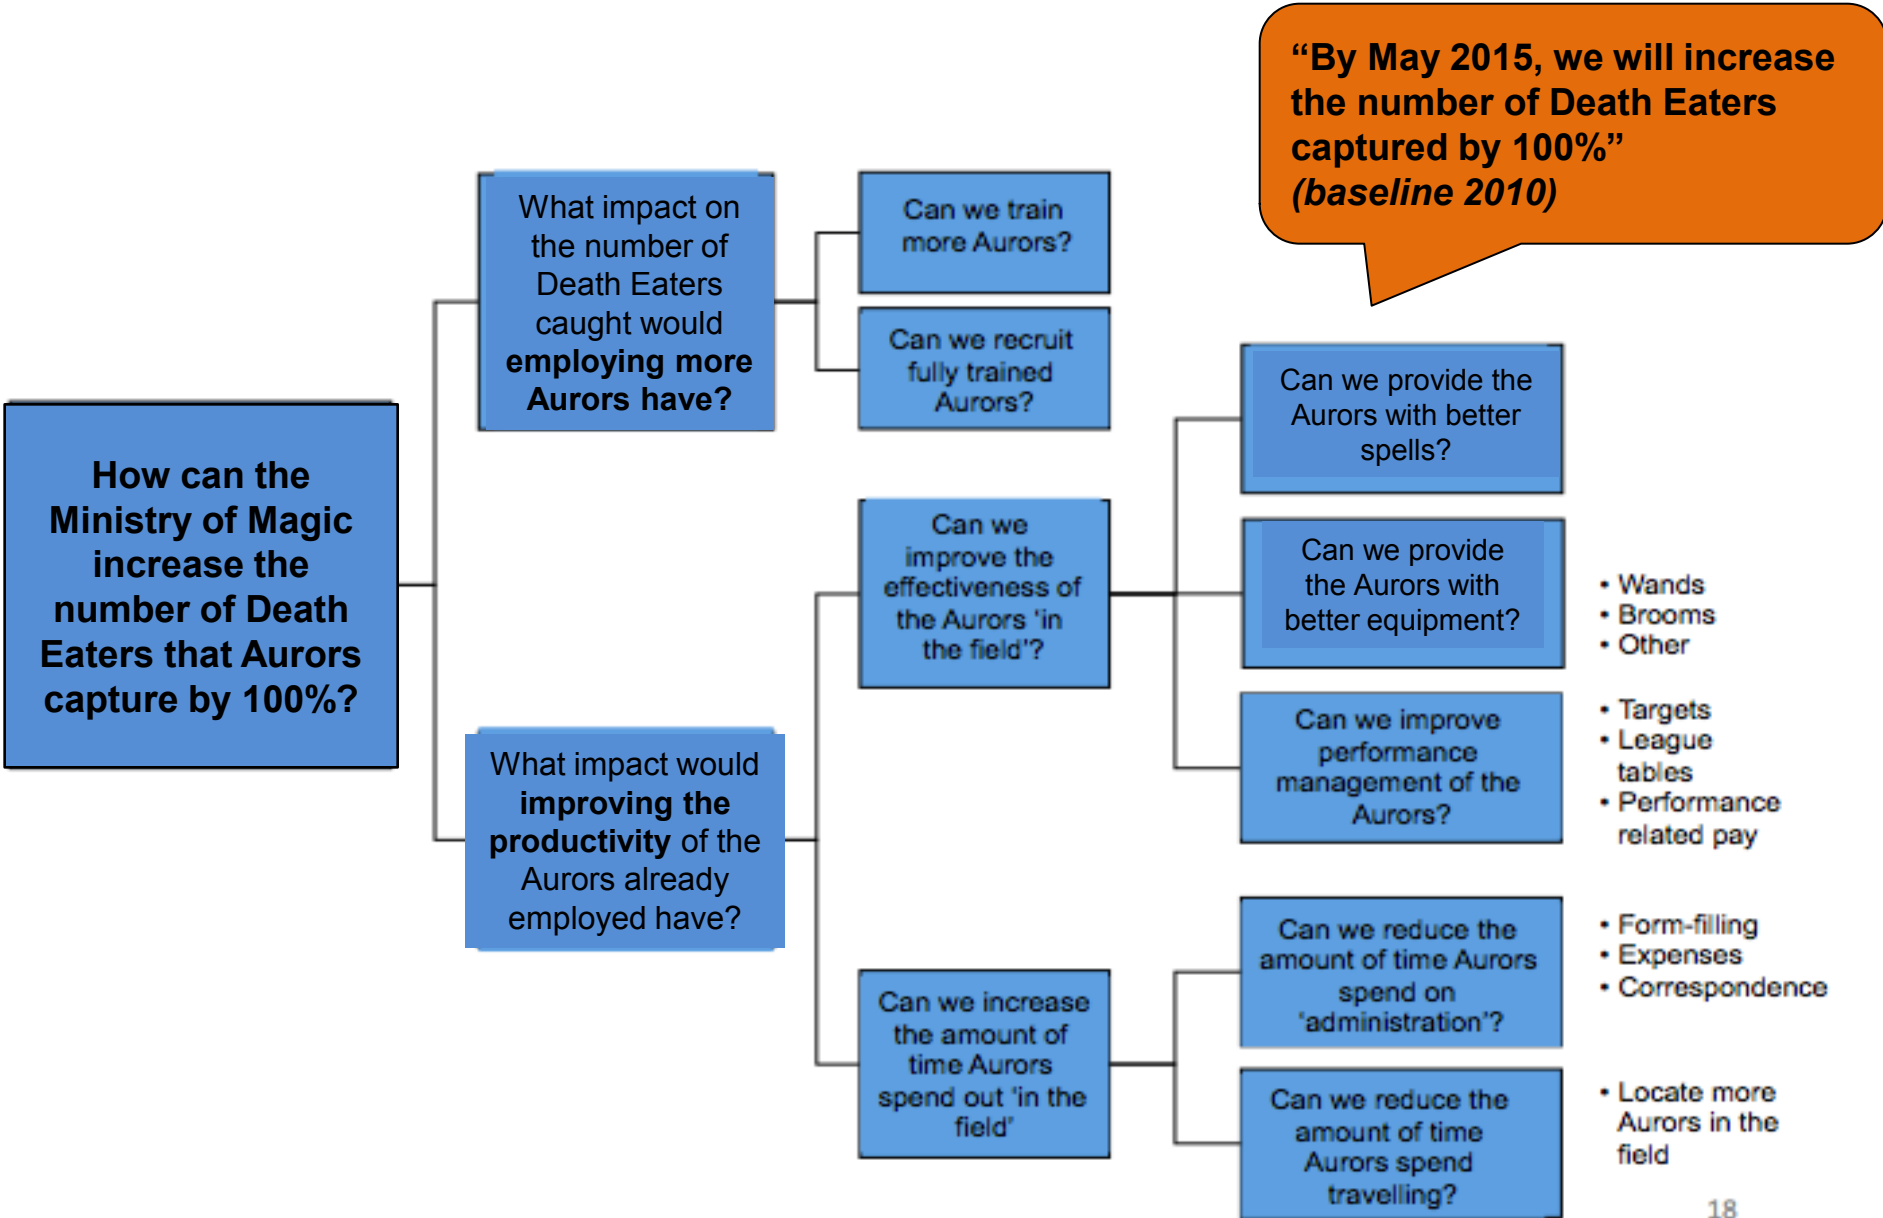 “By May 2015, we will increase
the number of Death Eaters
captured by 100%”
(baseline 2010)
How can the
Ministry of Magic
increase the
number of Death
Eaters that Aurors
capture by 100%?
What impact on
the number of
Death Eaters
caught would
employing more
Aurors have?
Can we train
more Aurors?
Can we recruit
fully trained
Aurors?
What impact would
improving the
productivity of the
Aurors already
employed have?
Can we
improve the
effectiveness of
the Aurors ‘in
the field’?
Can we provide the
Aurors with better
spells?
Can we provide
the Aurors with
better equipment?
• Wands
• Brooms
• Other
Can we improve
performance
management of the
Aurors?
• Targets
• League
tables
• Performance
related pay
Can we increase
the amount of
time Aurors
spend out ‘in the
field’
Can we reduce the
amount of time Aurors
spend on
‘administration’?
• Form-filling
• Expenses
• Correspondence
Can we reduce the
amount of time
Aurors spend
travelling?
• Locate more
Aurors in the
field
18